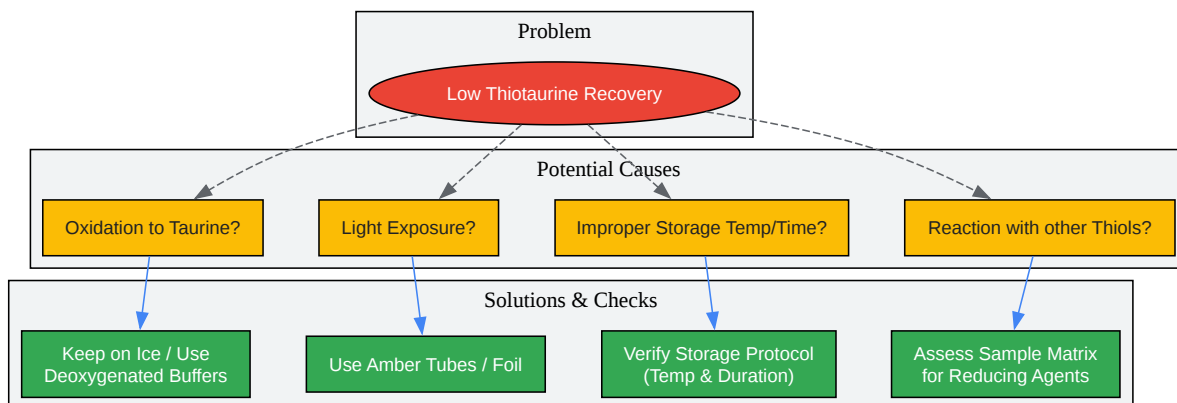 Problem
Low Thiotaurine Recovery
Potential Causes
Oxidation to Taurine?
Light Exposure?
Improper Storage Temp/Time?
Reaction with other Thiols?
Solutions & Checks
Keep on Ice / Use
Deoxygenated Buffers
Use Amber Tubes / Foil
Verify Storage Protocol
(Temp & Duration)
Assess Sample Matrix
for Reducing Agents